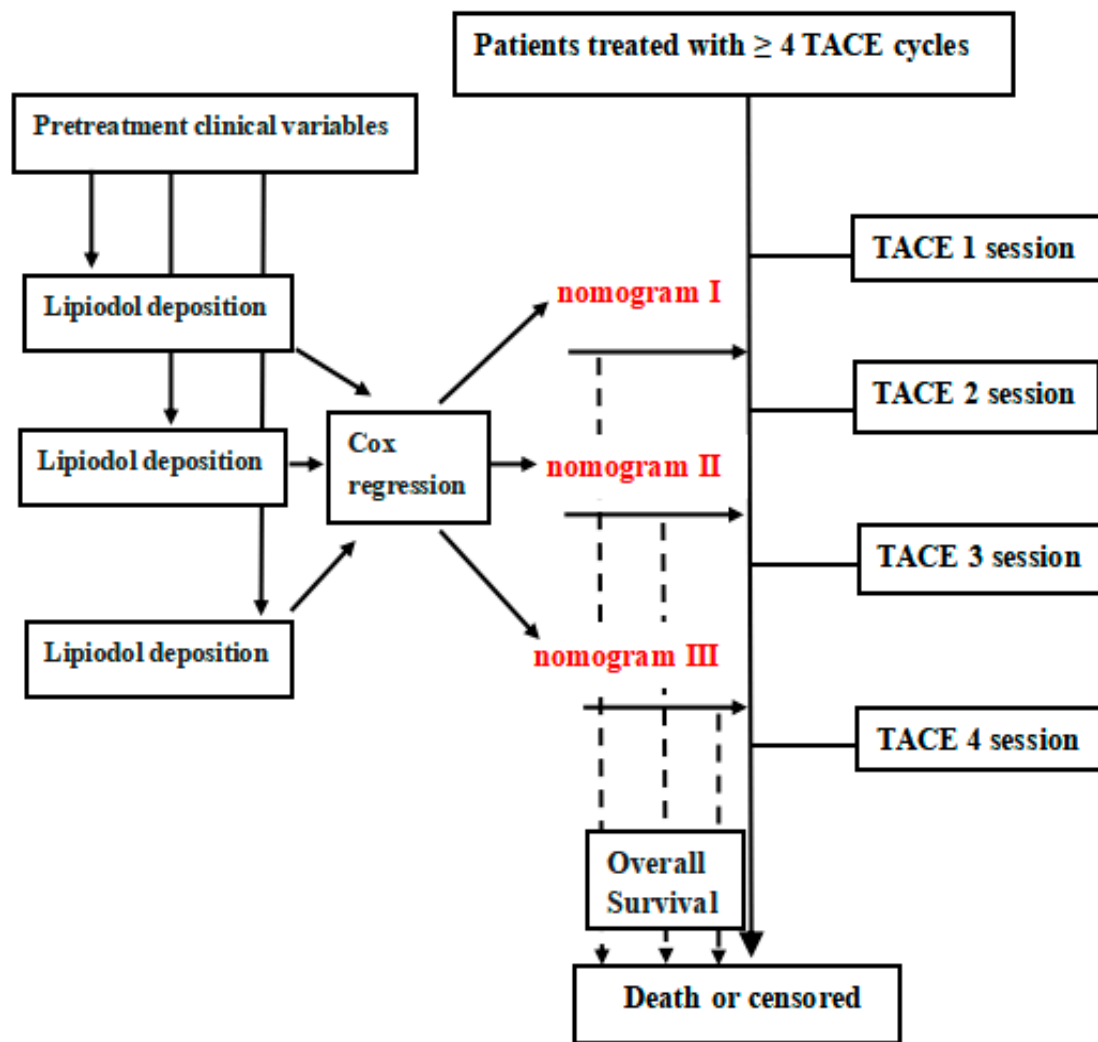 Patients treated with ≥ 4 TACE cycles
Pretreatment clinical variables
TACE 1 session
Lipiodol deposition
nomogram I
TACE 2 session
Lipiodol deposition
Cox
regression
nomogram II
TACE 3 session
Lipiodol deposition
nomogram III
TACE 4 session
Overall
Survival
Death or censored